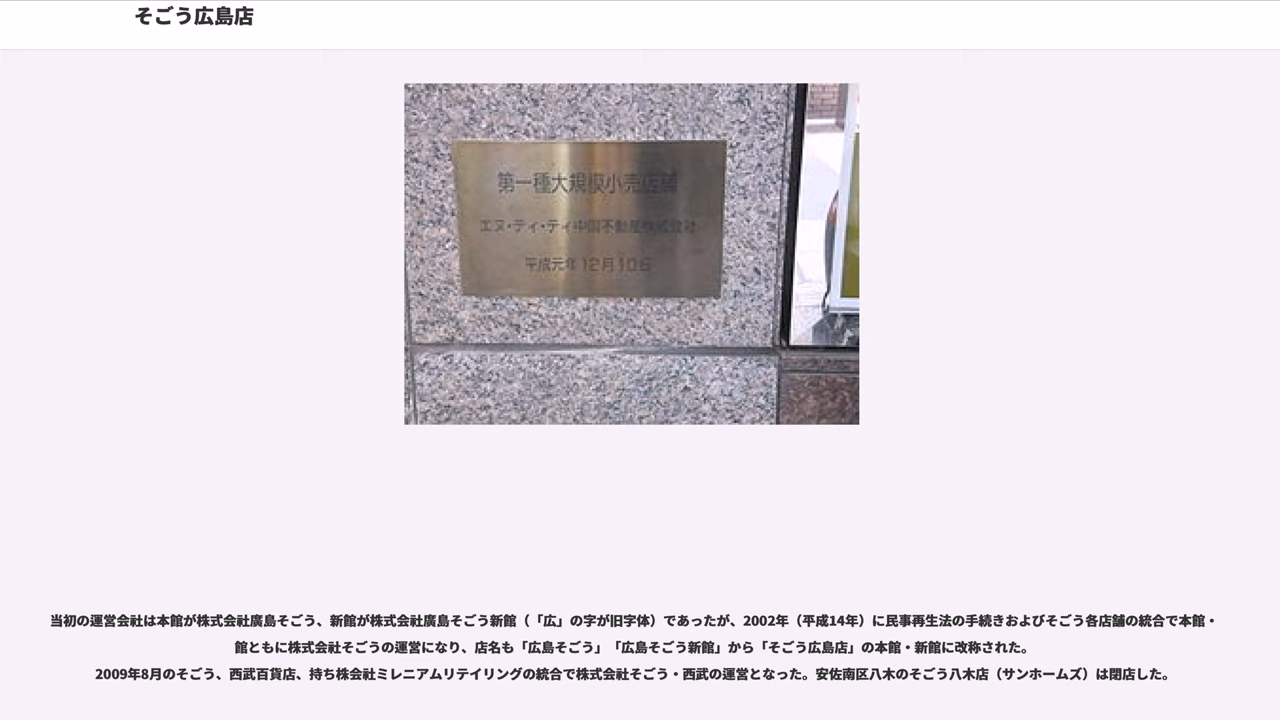 そごう広島店
第一種大規模小売店舗
エヌ・ティ・ティ中国不動産株式会社
平成元年12月10日
当初の運営会社は本館が株式会社廣島そごう、新館が株式会社廣島そごう新館（「広」の字が旧字体）であったが、2002年（平成14年）に民事再生法の手続きおよびそごう各店舗の統合で本館・
館ともに株式会社そごうの運営になり、店名も「広島そごう」「広島そごう新館」から「そごう広島店」の本館・新館に改称された。
2009年8月のそごう、西武百貨店、持ち株会社ミレニアムリテイリングの統合で株式会社そごう・西武の運営となった。安佐南区八木のそごう八木店（サンホームズ）は閉店した。